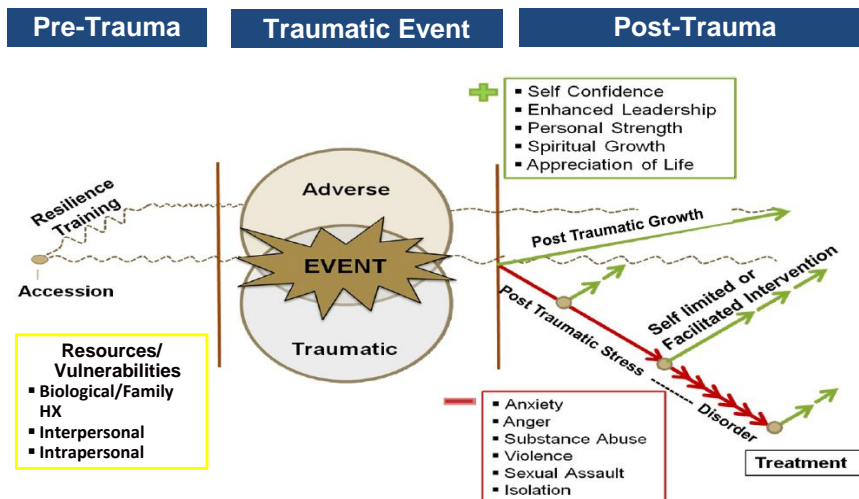 Pre-Trauma
Traumatic Event
Post-Trauma
Self Confidence
Enhanced Leadership
Personal Strength
Spiritual Growth
Appreciation of Life
Resilience
Training
Accession
Adverse
EVENT
Traumatic
Post Traumatic Growth
Self limited or
Facilitated Intervention
Post Traumatic Stress
Disorder
Resources/
Vulnerabilities
Biological/Family
HX
Interpersonal
Intrapersonal
Anxiety
Anger
Substance Abuse
Violence
Sexual Assault
Isolation
Treatment